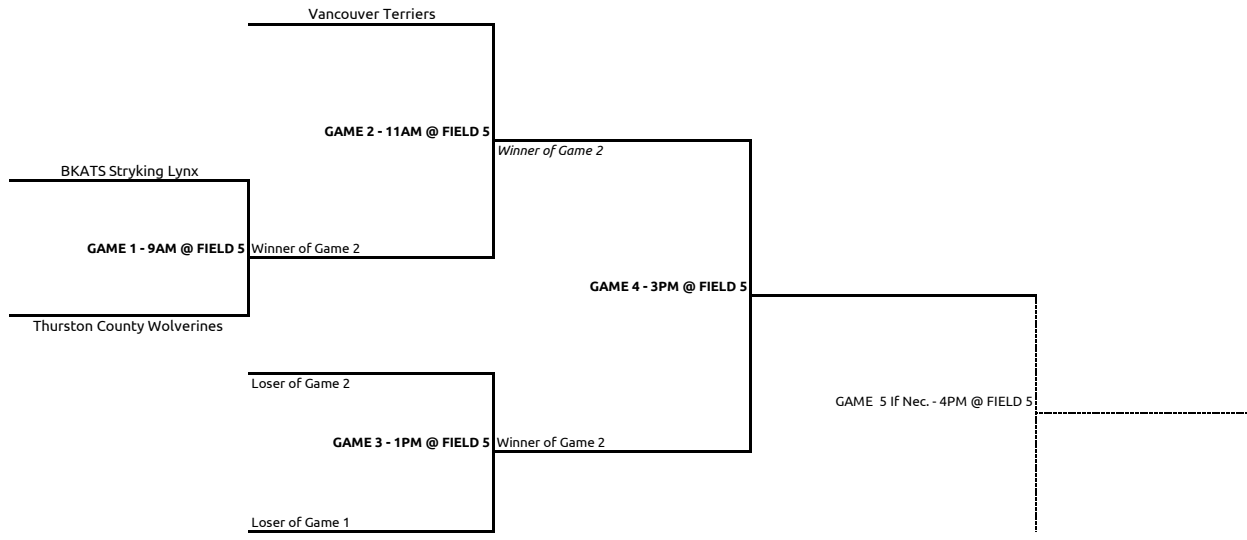 Vancouver Terriers
GAME 2 - 11AM @ FIELD 5
Winner of Game 2
BKATS Stryking Lynx
GAME 1 - 9AM @ FIELD 5
Winner of Game 2
GAME 4 - 3PM @ FIELD 5
Thurston County Wolverines
Loser of Game 2
GAME 5 If Nec. - 4PM @ FIELD 5
GAME 3 - 1PM @ FIELD 5
Winner of Game 2
Loser of Game 1